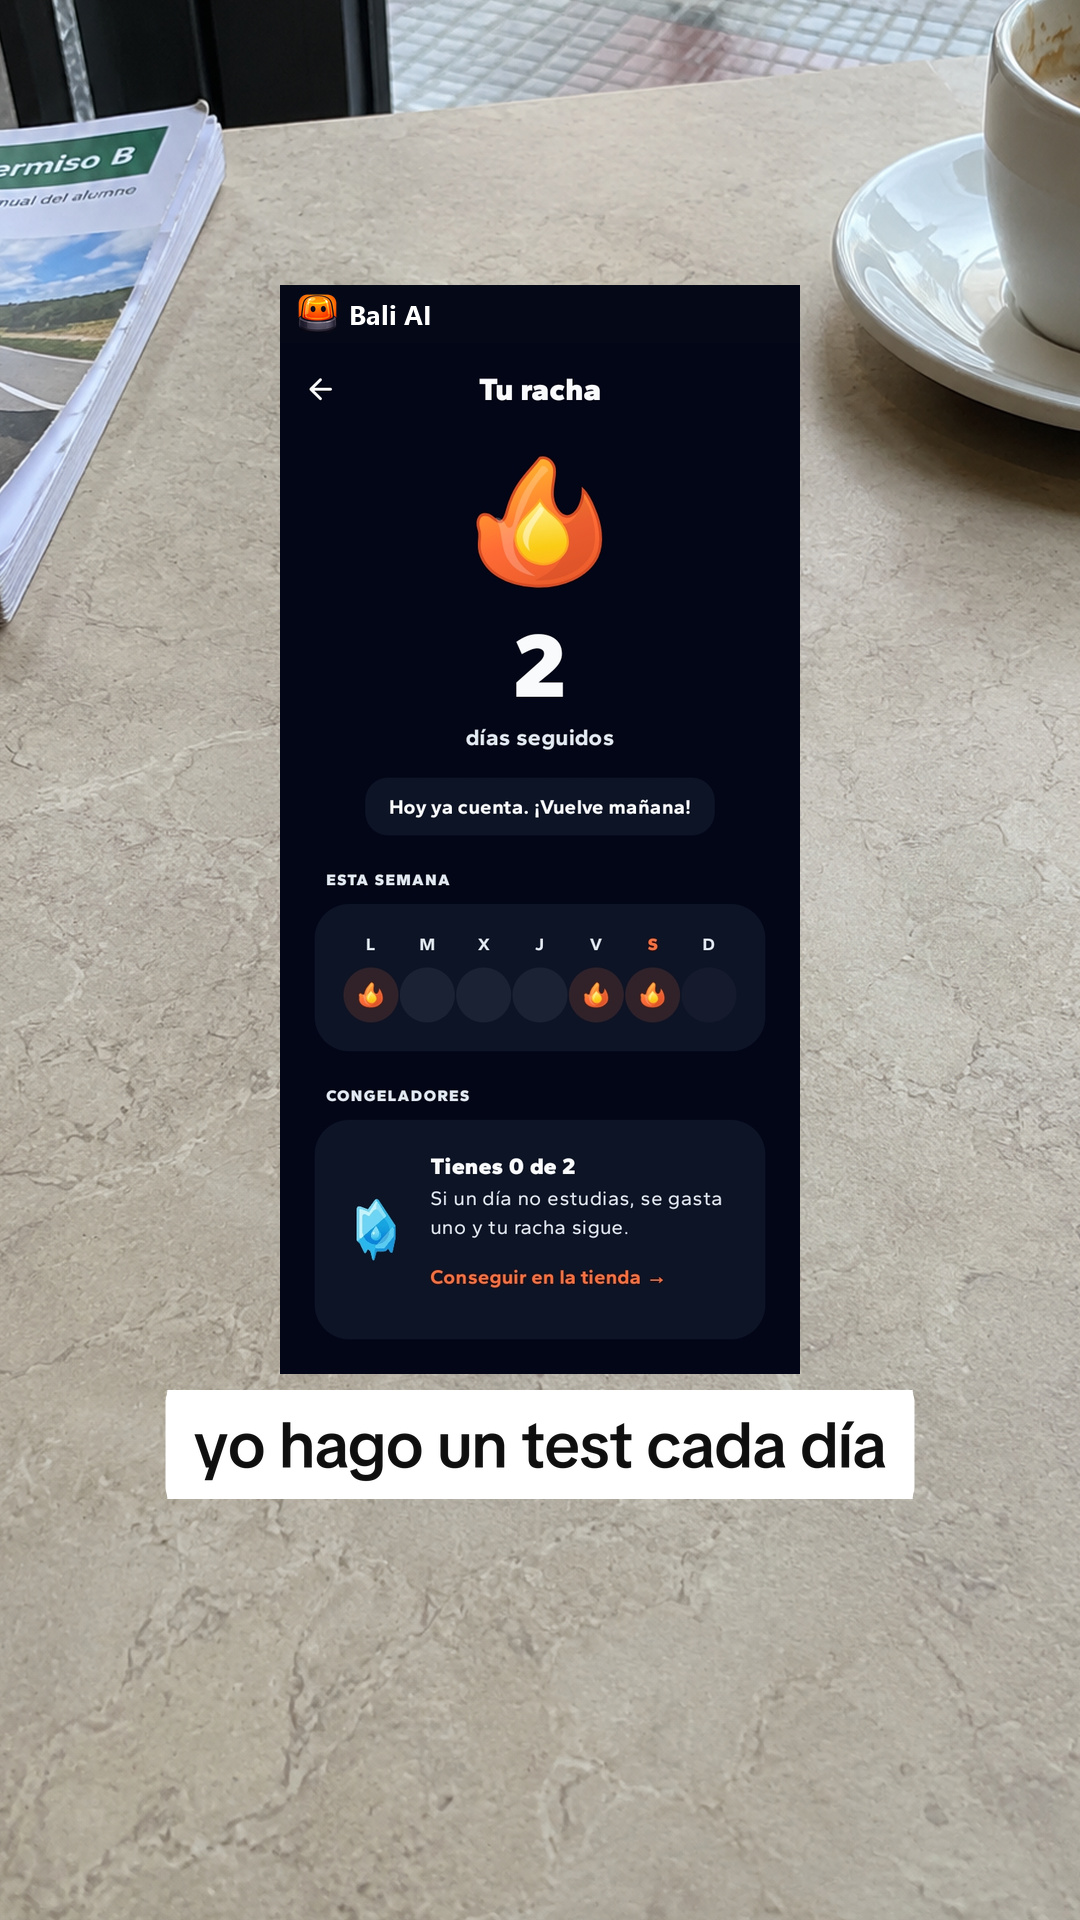 ermiso B
nual del alumno
Bali AI
Tu racha
2
días seguidos
Hoy ya cuenta. ¡Vuelve mañana!
ESTA SEMANA
L M X J V S D
CONGELADORES
Tienes 0 de 2
Si un día no estudias, se gasta
uno y tu racha sigue.
Conseguir en la tienda →
yo hago un test cada día